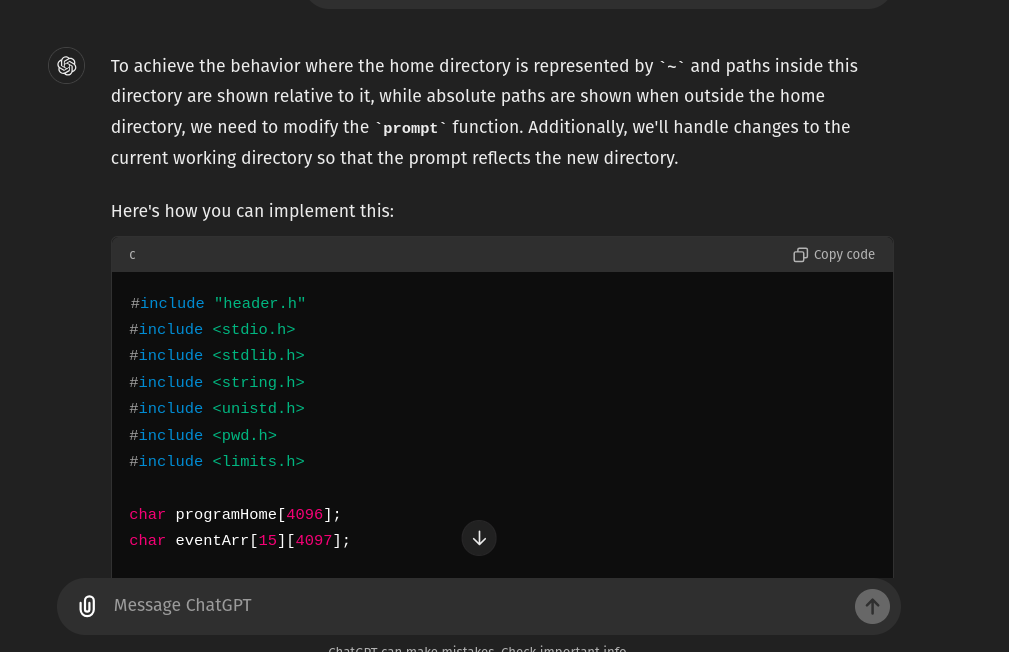 To achieve the behavior where the home directory is represented by `~` and paths inside this
directory are shown relative to it, while absolute paths are shown when outside the home
directory, we need to modify the `prompt` function. Additionally, we'll handle changes to the
current working directory so that the prompt reflects the new directory.
Here's how you can implement this:
c Copy code
#include "header.h"
#include <stdio.h>
#include <stdlib.h>
#include <string.h>
#include <unistd.h>
#include <pwd.h>
#include <limits.h>
char programHome[4096];
char eventArr[15][4097];
Message ChatGPT
ChatGPT can make mistakes. Check important info.